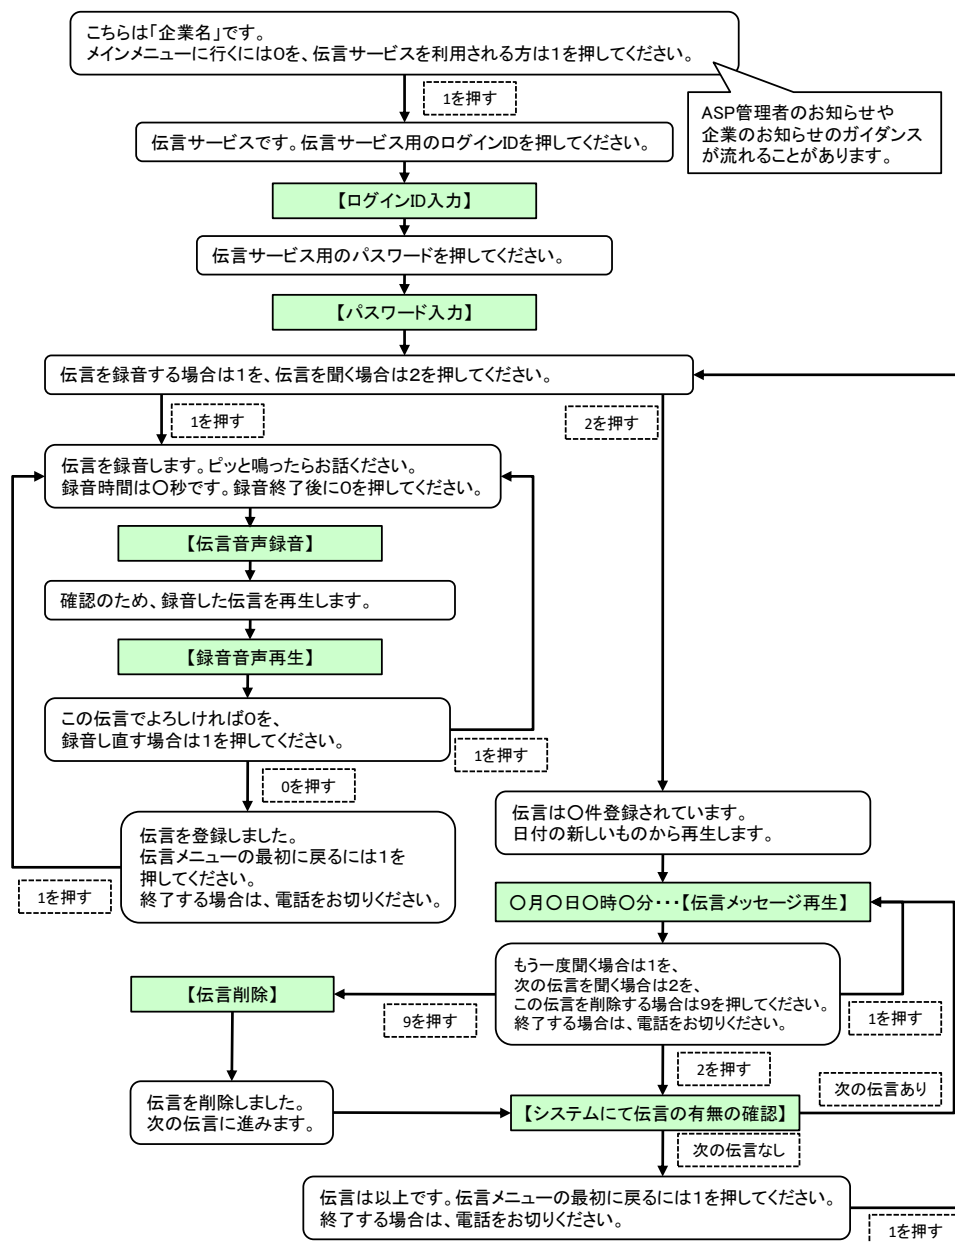 こちらは「企業名」です。
メインメニューに行くには0を、伝言サービスを利用される方は1を押してください。
1を押す
ASP管理者のお知らせや
企業のお知らせのガイダンス
が流れることがあります。
伝言サービスです。伝言サービス用のログインIDを押してください。
【ログインID入力】
伝言サービス用のパスワードを押してください。
【パスワード入力】
伝言を録音する場合は1を、伝言を聞く場合は2を押してください。
1を押す
2を押す
伝言を録音します。ピッと鳴ったらお話ください。
録音時間は〇秒です。録音終了後に0を押してください。
【伝言音声録音】
確認のため、録音した伝言を再生します。
【録音音声再生】
この伝言でよろしければ0を、
録音し直す場合は1を押してください。
1を押す
0を押す
伝言を登録しました。
伝言メニューの最初に戻るには1を
押してください。
終了する場合は、電話をお切りください。
1を押す
伝言は〇件登録されています。
日付の新しいものから再生します。
〇月〇日〇時〇分・・・【伝言メッセージ再生】
もう一度聞く場合は1を、
次の伝言を聞く場合は2を、
この伝言を削除する場合は9を押してください。
終了する場合は、電話をお切りください。
1を押す
9を押す
【伝言削除】
2を押す
次の伝言あり
伝言を削除しました。
次の伝言に進みます。
【システムにて伝言の有無の確認】
次の伝言なし
伝言は以上です。伝言メニューの最初に戻るには1を押してください。
終了する場合は、電話をお切りください。
1を押す